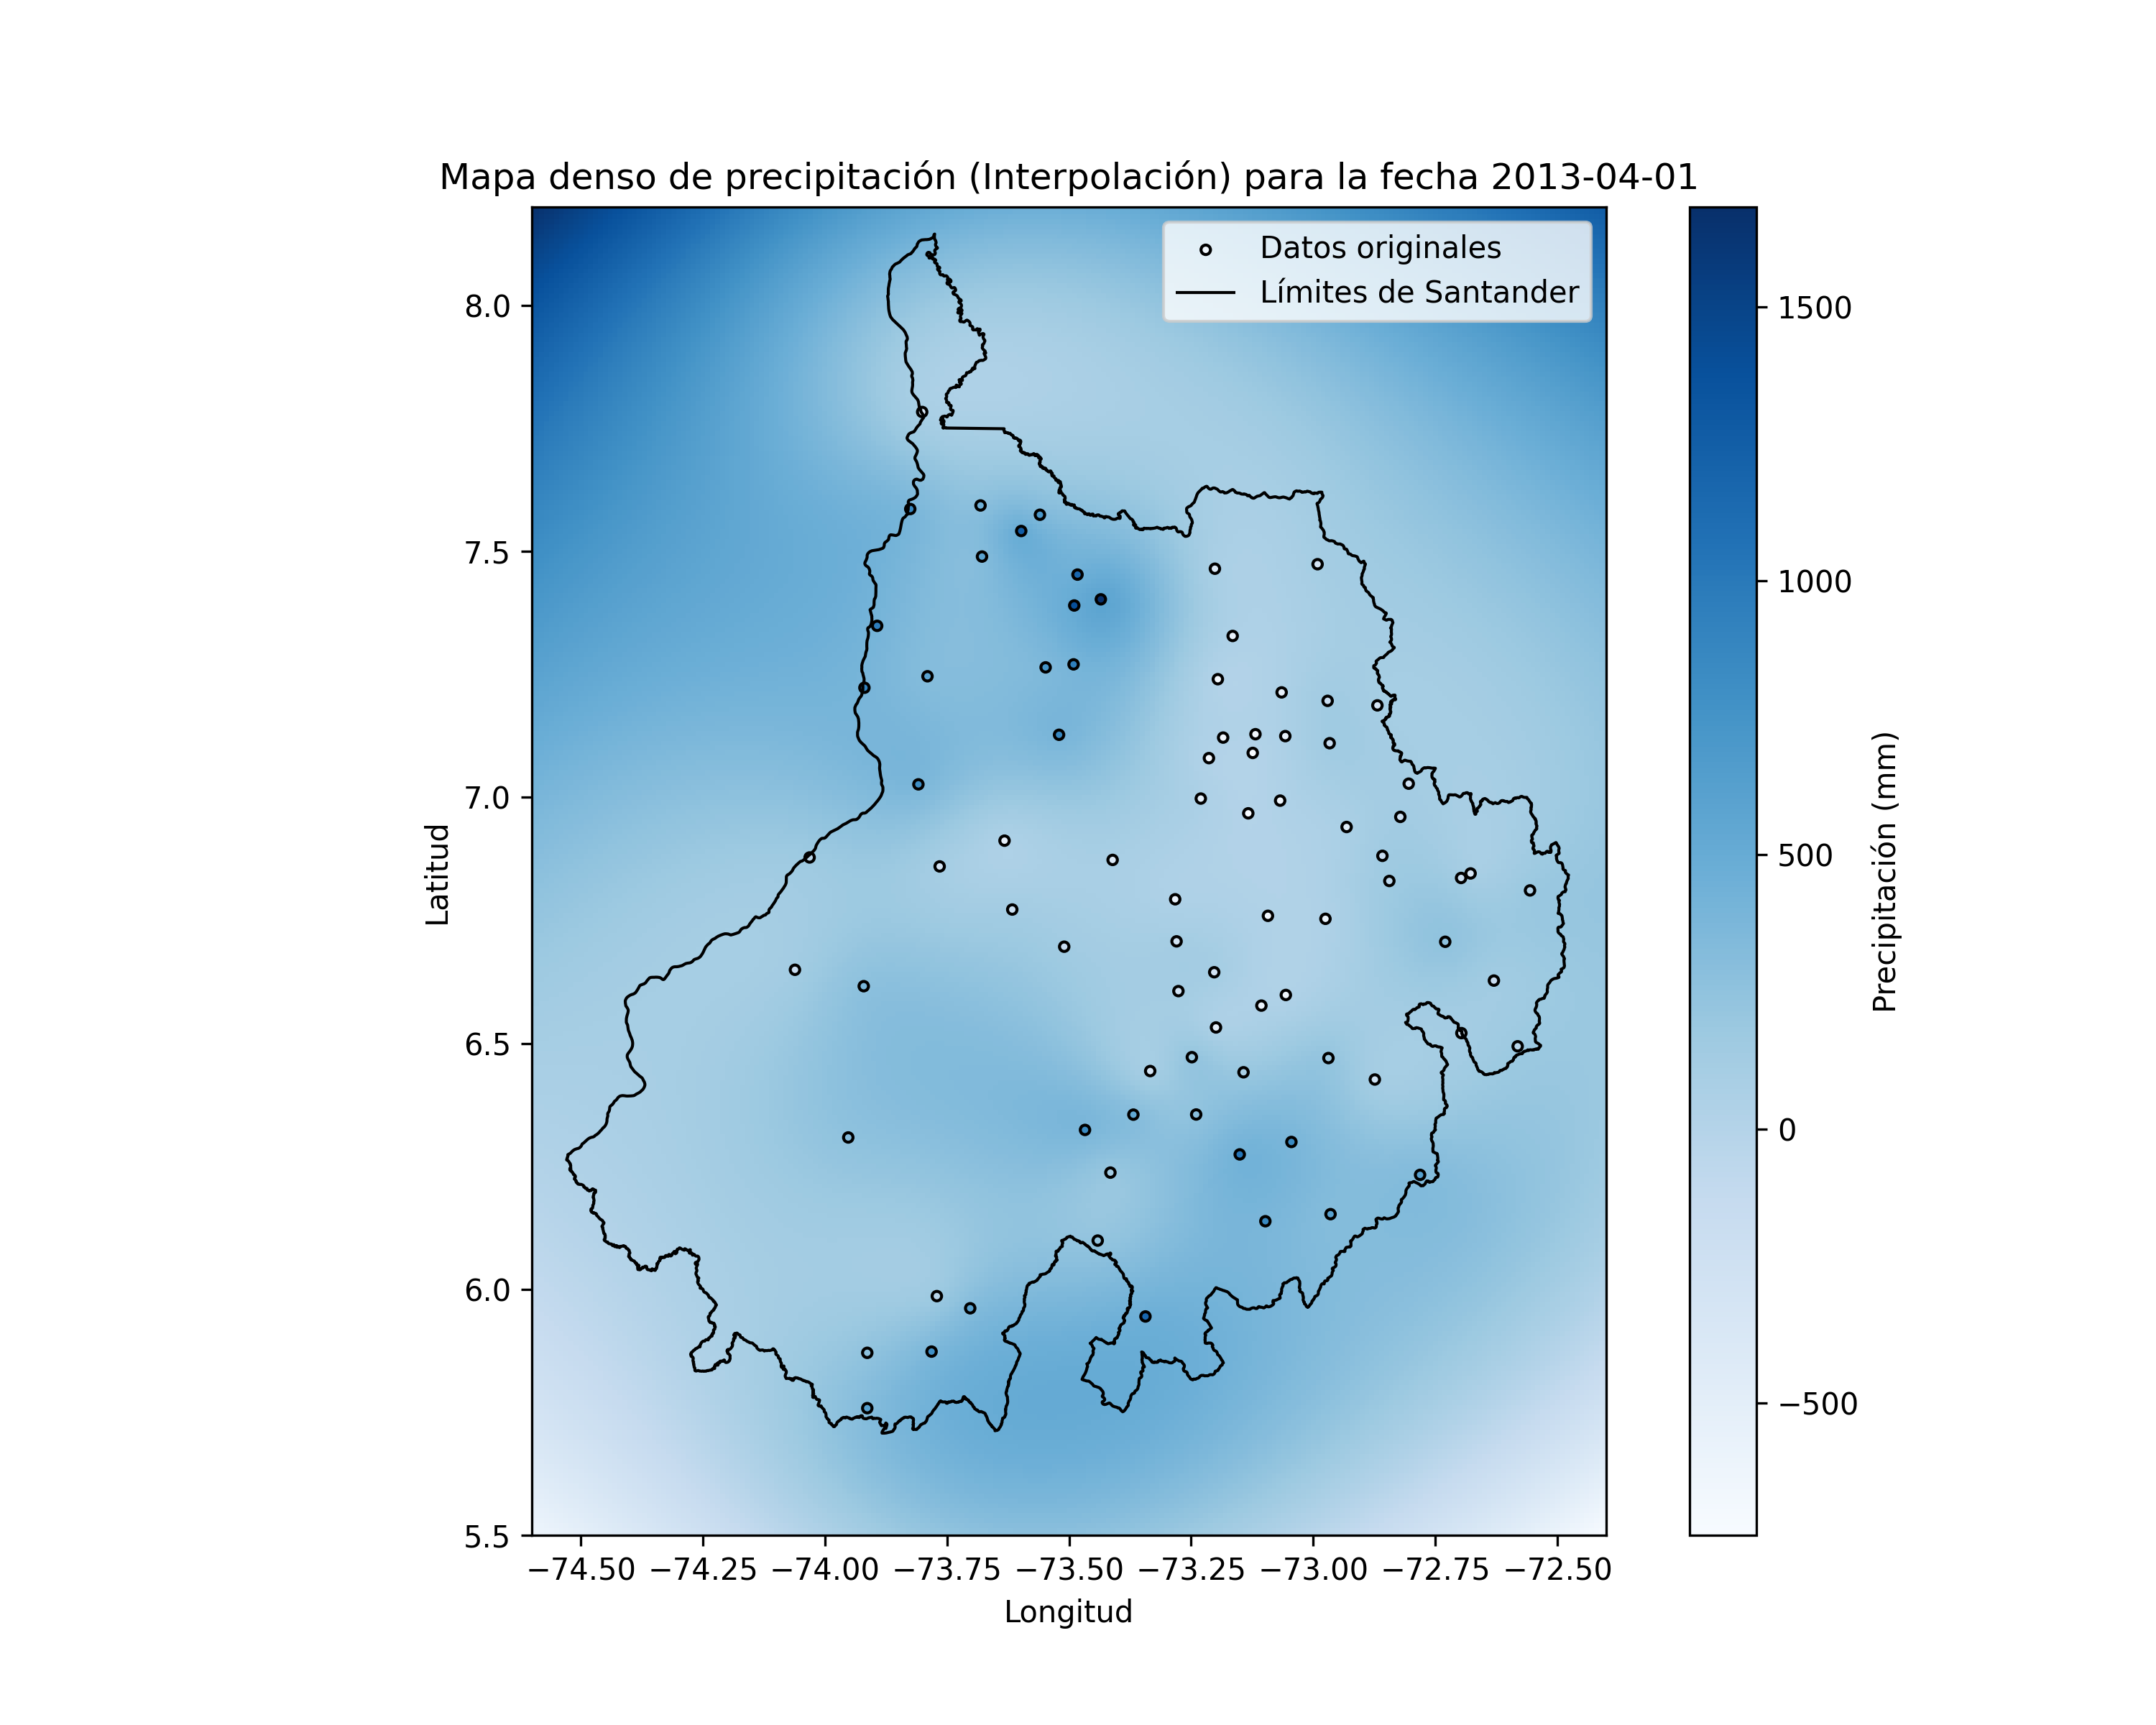 Mapa denso de precipitación (Interpolación) para la fecha 2013-04-01
Datos originales
Límites de Santander
8.0
7.5
7.0
6.5
6.0
5.5
Latitud
−74.50 −74.25 −74.00 −73.75 −73.50 −73.25 −73.00 −72.75 −72.50
Longitud
1500
1000
500
0
−500
Precipitación (mm)